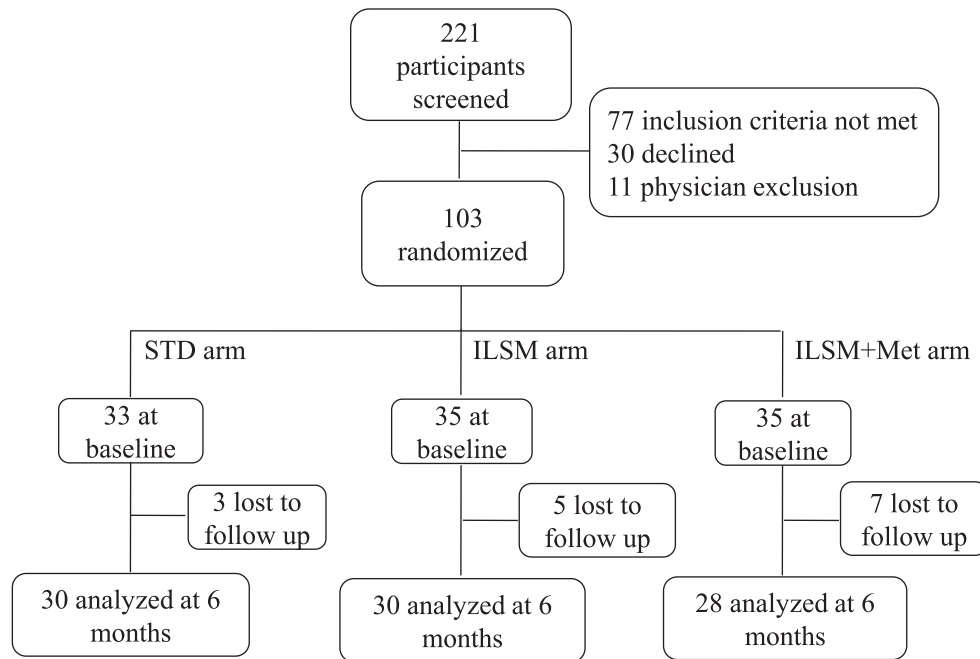 221
participants
screened
77 inclusion criteria not met
30 declined
11 physician exclusion
103
randomized
STD arm
ILSM arm
ILSM+Met arm
33 at
baseline
35 at
baseline
35 at
baseline
3 lost to
follow up
5 lost to
follow up
7 lost to
follow up
30 analyzed at 6
months
30 analyzed at 6
months
28 analyzed at 6
months